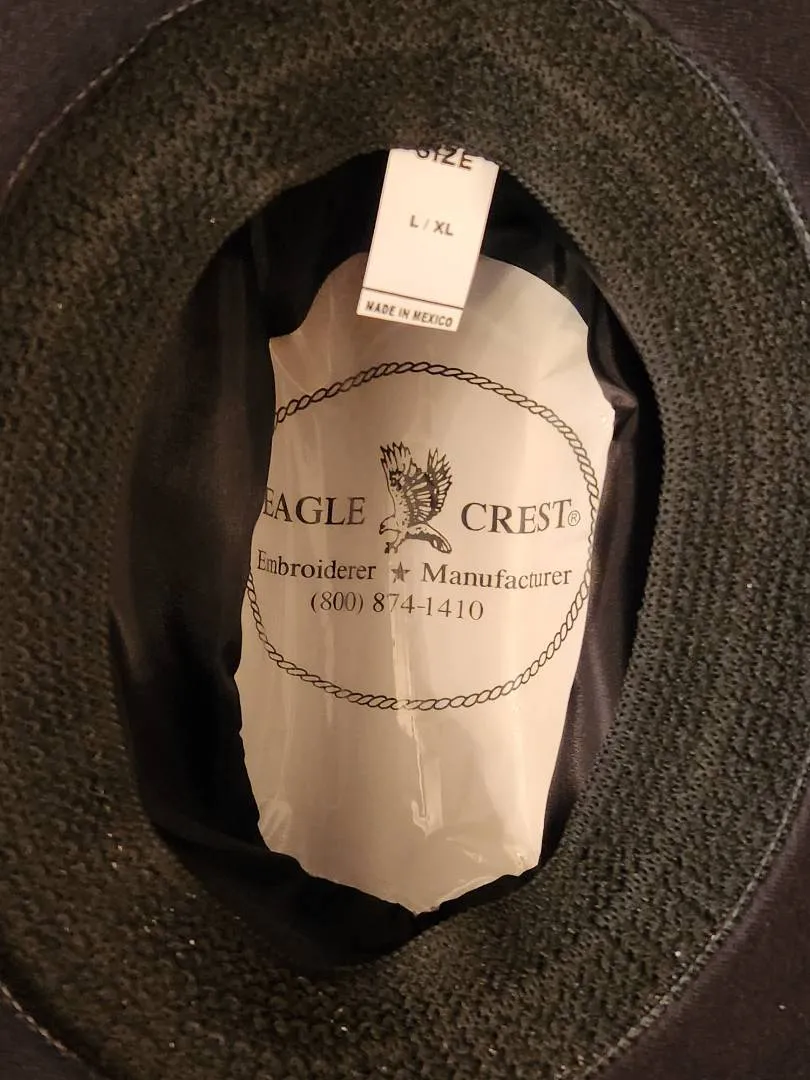 SIZE
L / XL
MADE IN MEXICO
EAGLE CREST®
Embroiderer ★ Manufacturer
(800) 874-1410